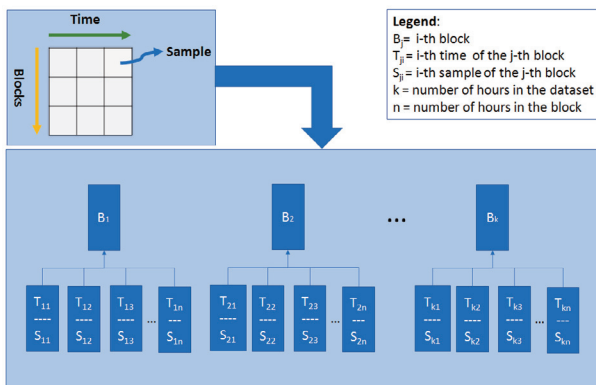 Time
Sample
Blocks
Legend:
Bj= i-th block
Tji= i-th time of the j-th block
Sji= i-th sample of the j-th block
k = number of hours in the dataset
n = number of hours in the block
B1 B2 ... Bk
T11 T12 T13 T1n T21 T22 T23 T2n Tk1 Tk2 Tk3 Tkn
---- ---- ---- --- ---- ---- ---- --- ---- ---- ---- ---
S11 S12 S13 ... S1n S21 S22 S23 ... S2n Sk1 Sk2 Sk3 ... Skn